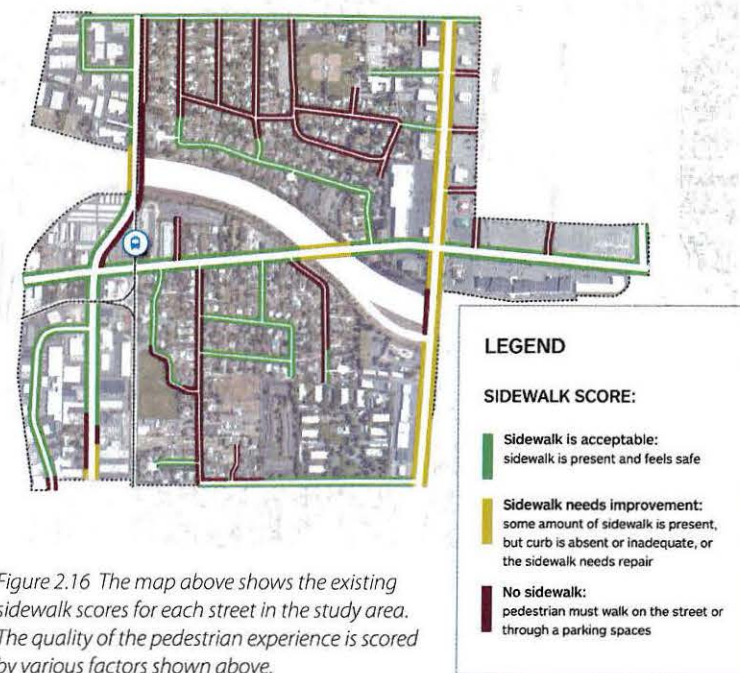 LEGEND
SIDEWALK SCORE:
Sidewalk is acceptable:
sidewalk is present and feels safe
Sidewalk needs improvement:
some amount of sidewalk is present,
but curb is absent or inadequate, or
the sidewalk needs repair
No sidewalk:
pedestrian must walk on the street or
through a parking spaces
Figure 2.16 The map above shows the existing
sidewalk scores for each street in the study area.
The quality of the pedestrian experience is scored
by various factors shown above.